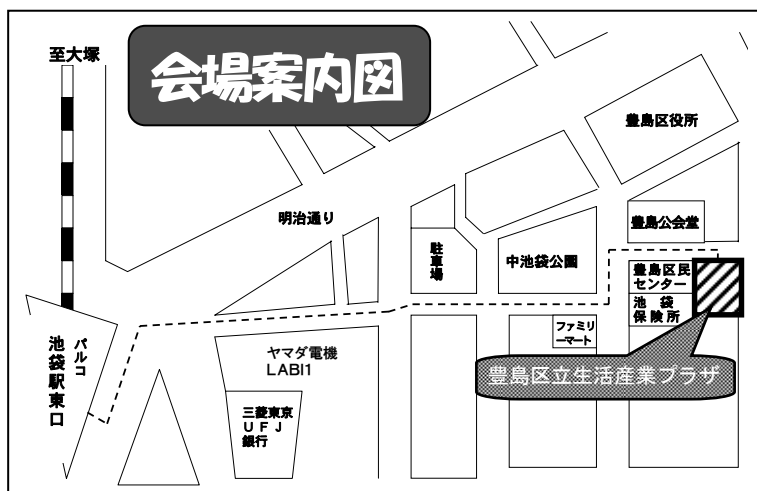 会場案内図
至大塚
豊島区役所
明治通り
豊島公会堂
駐車場
中池袋公園
豊島区民
センター
池袋
保険所
ファミリ
ーマート
パルコ
池袋駅東口
ヤマダ電機
LABI1
豊島区立生活産業プラザ
三菱東京
UFJ
銀行